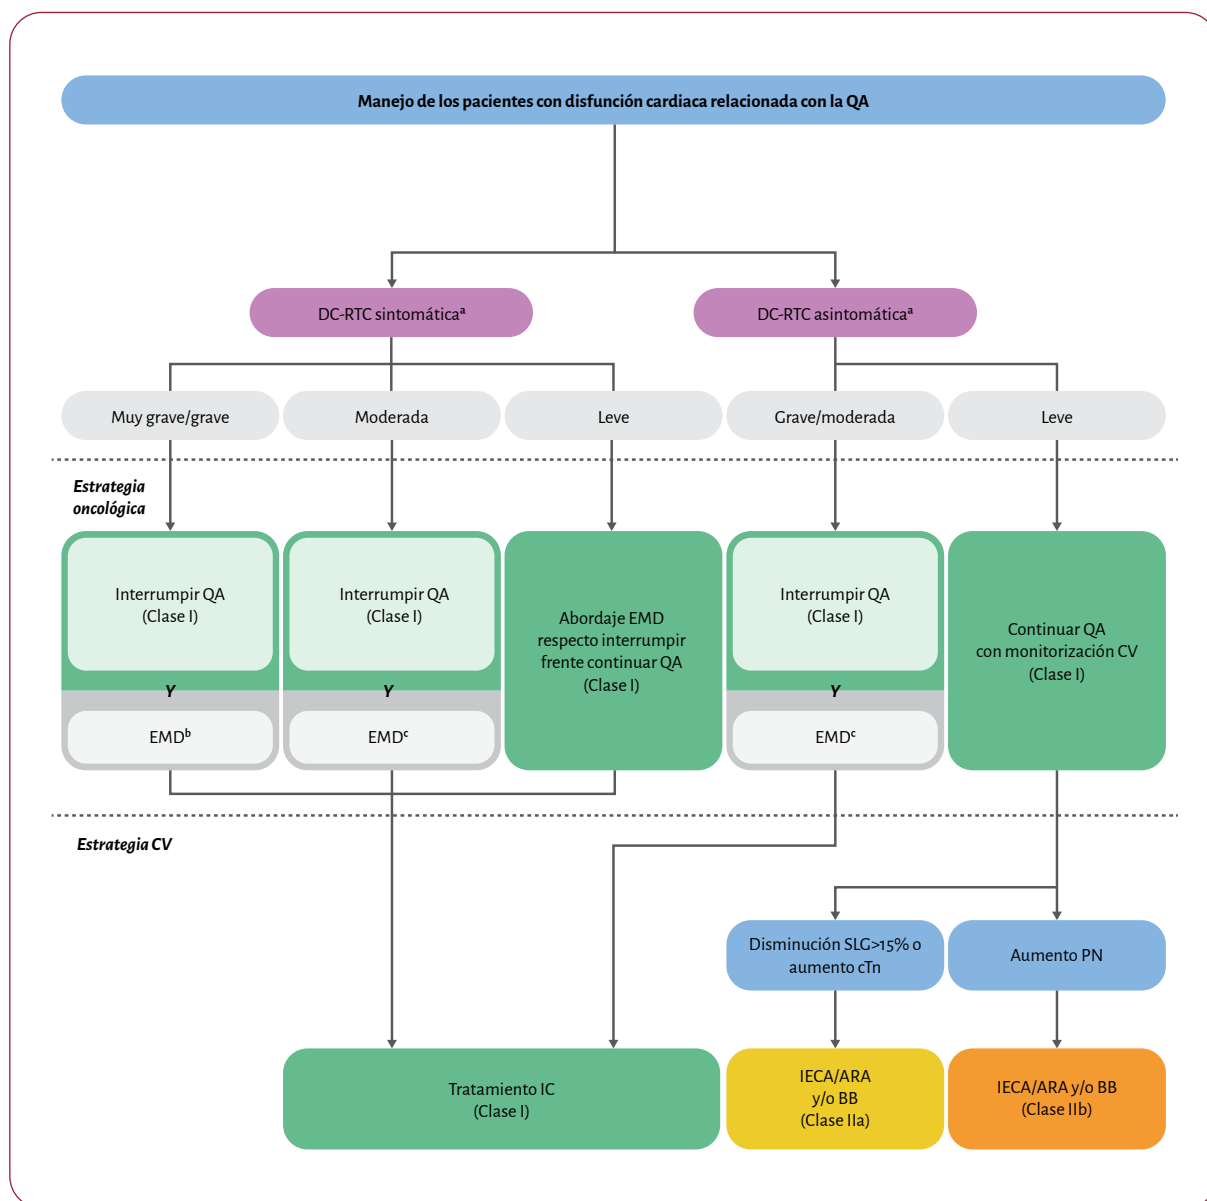 Manejo de los pacientes con disfunción cardiaca relacionada con la QA
DC-RTC sintomáticaª
DC-RTC asintomáticaª
Muy grave/grave
Moderada
Leve
Grave/moderada
Leve
Estrategia
oncológica
Interrumpir QA
(Clase I)
Y
EMDᵇ
Interrumpir QA
(Clase I)
Y
EMDᶜ
Abordaje EMD
respecto interrumpir
frente continuar QA
(Clase I)
Interrumpir QA
(Clase I)
Y
EMDᶜ
Continuar QA
con monitorización CV
(Clase I)
Estrategia CV
Disminución SLG>15% o
aumento cTn
Aumento PN
Tratamiento IC
(Clase I)
IECA/ARA
y/o BB
(Clase IIa)
IECA/ARA y/o BB
(Clase IIb)